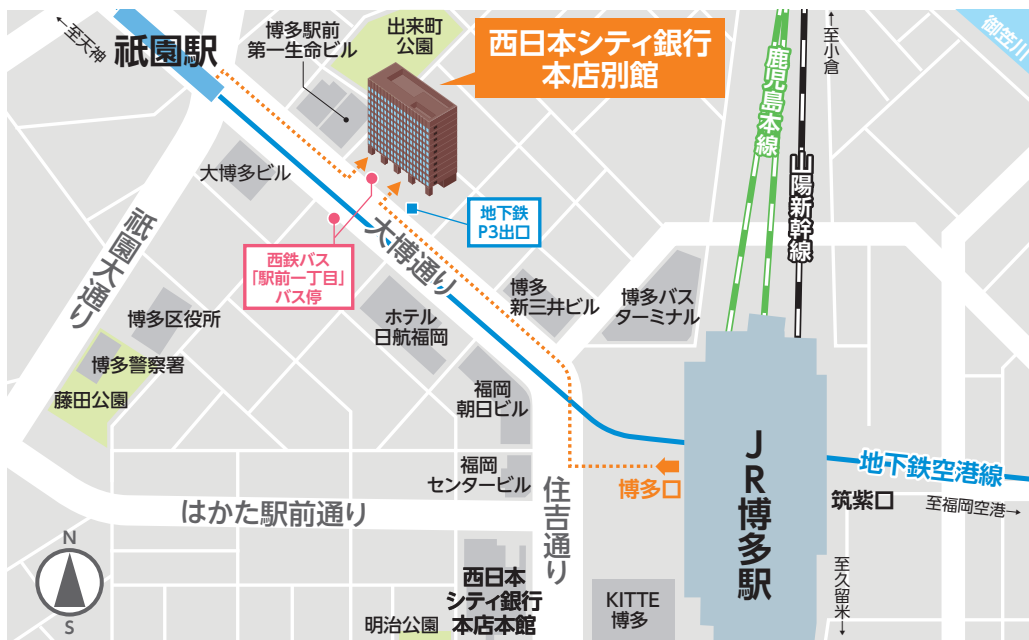 ←至天神
祇園駅
博多駅前
第一生命ビル
出来町
公園
西日本シティ銀行
本店別館
←至小倉
御笠川
鹿児島本線
山陽新幹線
大博多ビル
地下鉄
P3出口
西鉄バス
「駅前一丁目」
バス停
大博通り
祇園大通り
博多
新三井ビル
博多バス
ターミナル
ホテル
日航福岡
博多区役所
博多警察署
藤田公園
福岡
朝日ビル
福岡
センタービル
博多口
JR博多駅
地下鉄空港線
筑紫口
至福岡空港→
はかた駅前通り
住吉通り
至久留米→
N
S
西日本
シティ銀行
本店本館
明治公園
KITTE
博多